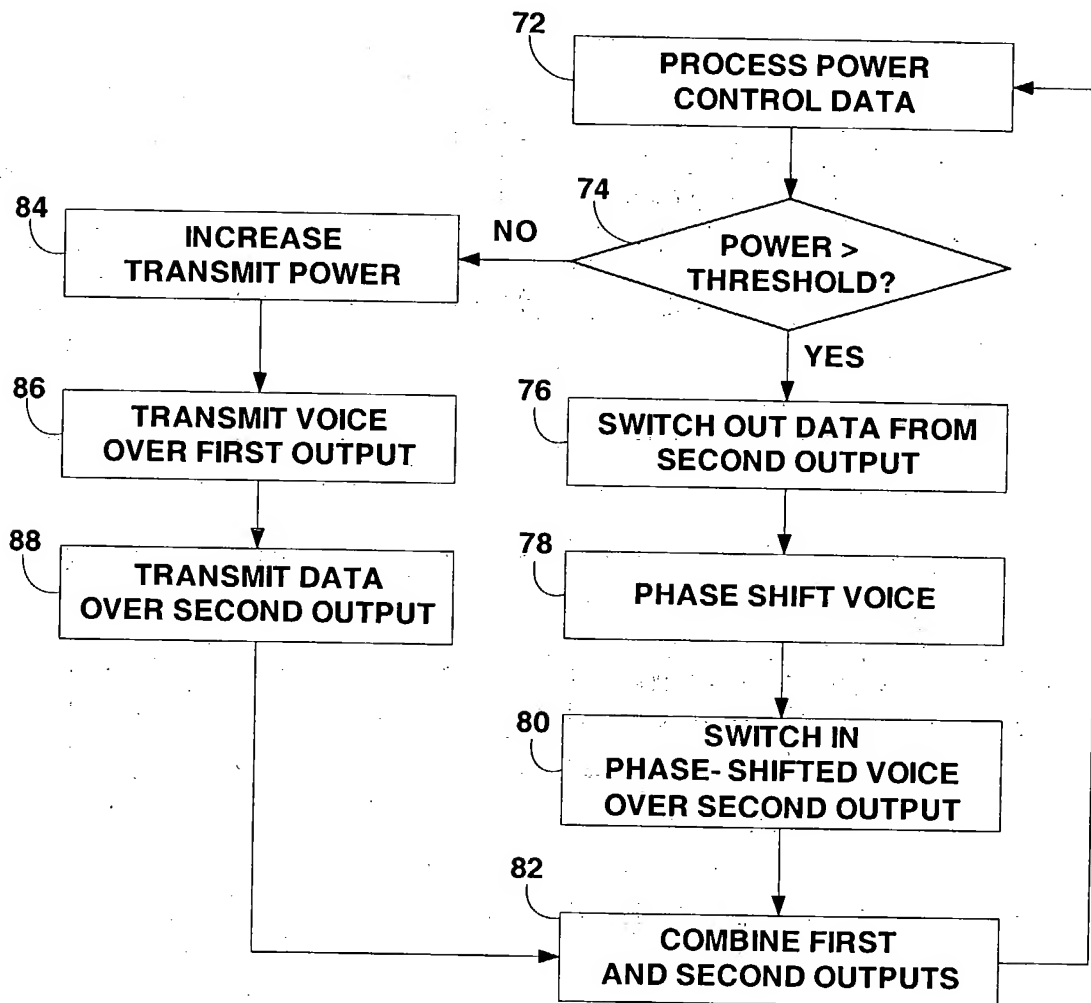 72
PROCESS POWER
CONTROL DATA
74
POWER >
THRESHOLD?
NO
YES
84
INCREASE
TRANSMIT POWER
86
TRANSMIT VOICE
OVER FIRST OUTPUT
88
TRANSMIT DATA
OVER SECOND OUTPUT
76
SWITCH OUT DATA FROM
SECOND OUTPUT
78
PHASE SHIFT VOICE
80
SWITCH IN
PHASE- SHIFTED VOICE
OVER SECOND OUTPUT
82
COMBINE FIRST
AND SECOND OUTPUTS